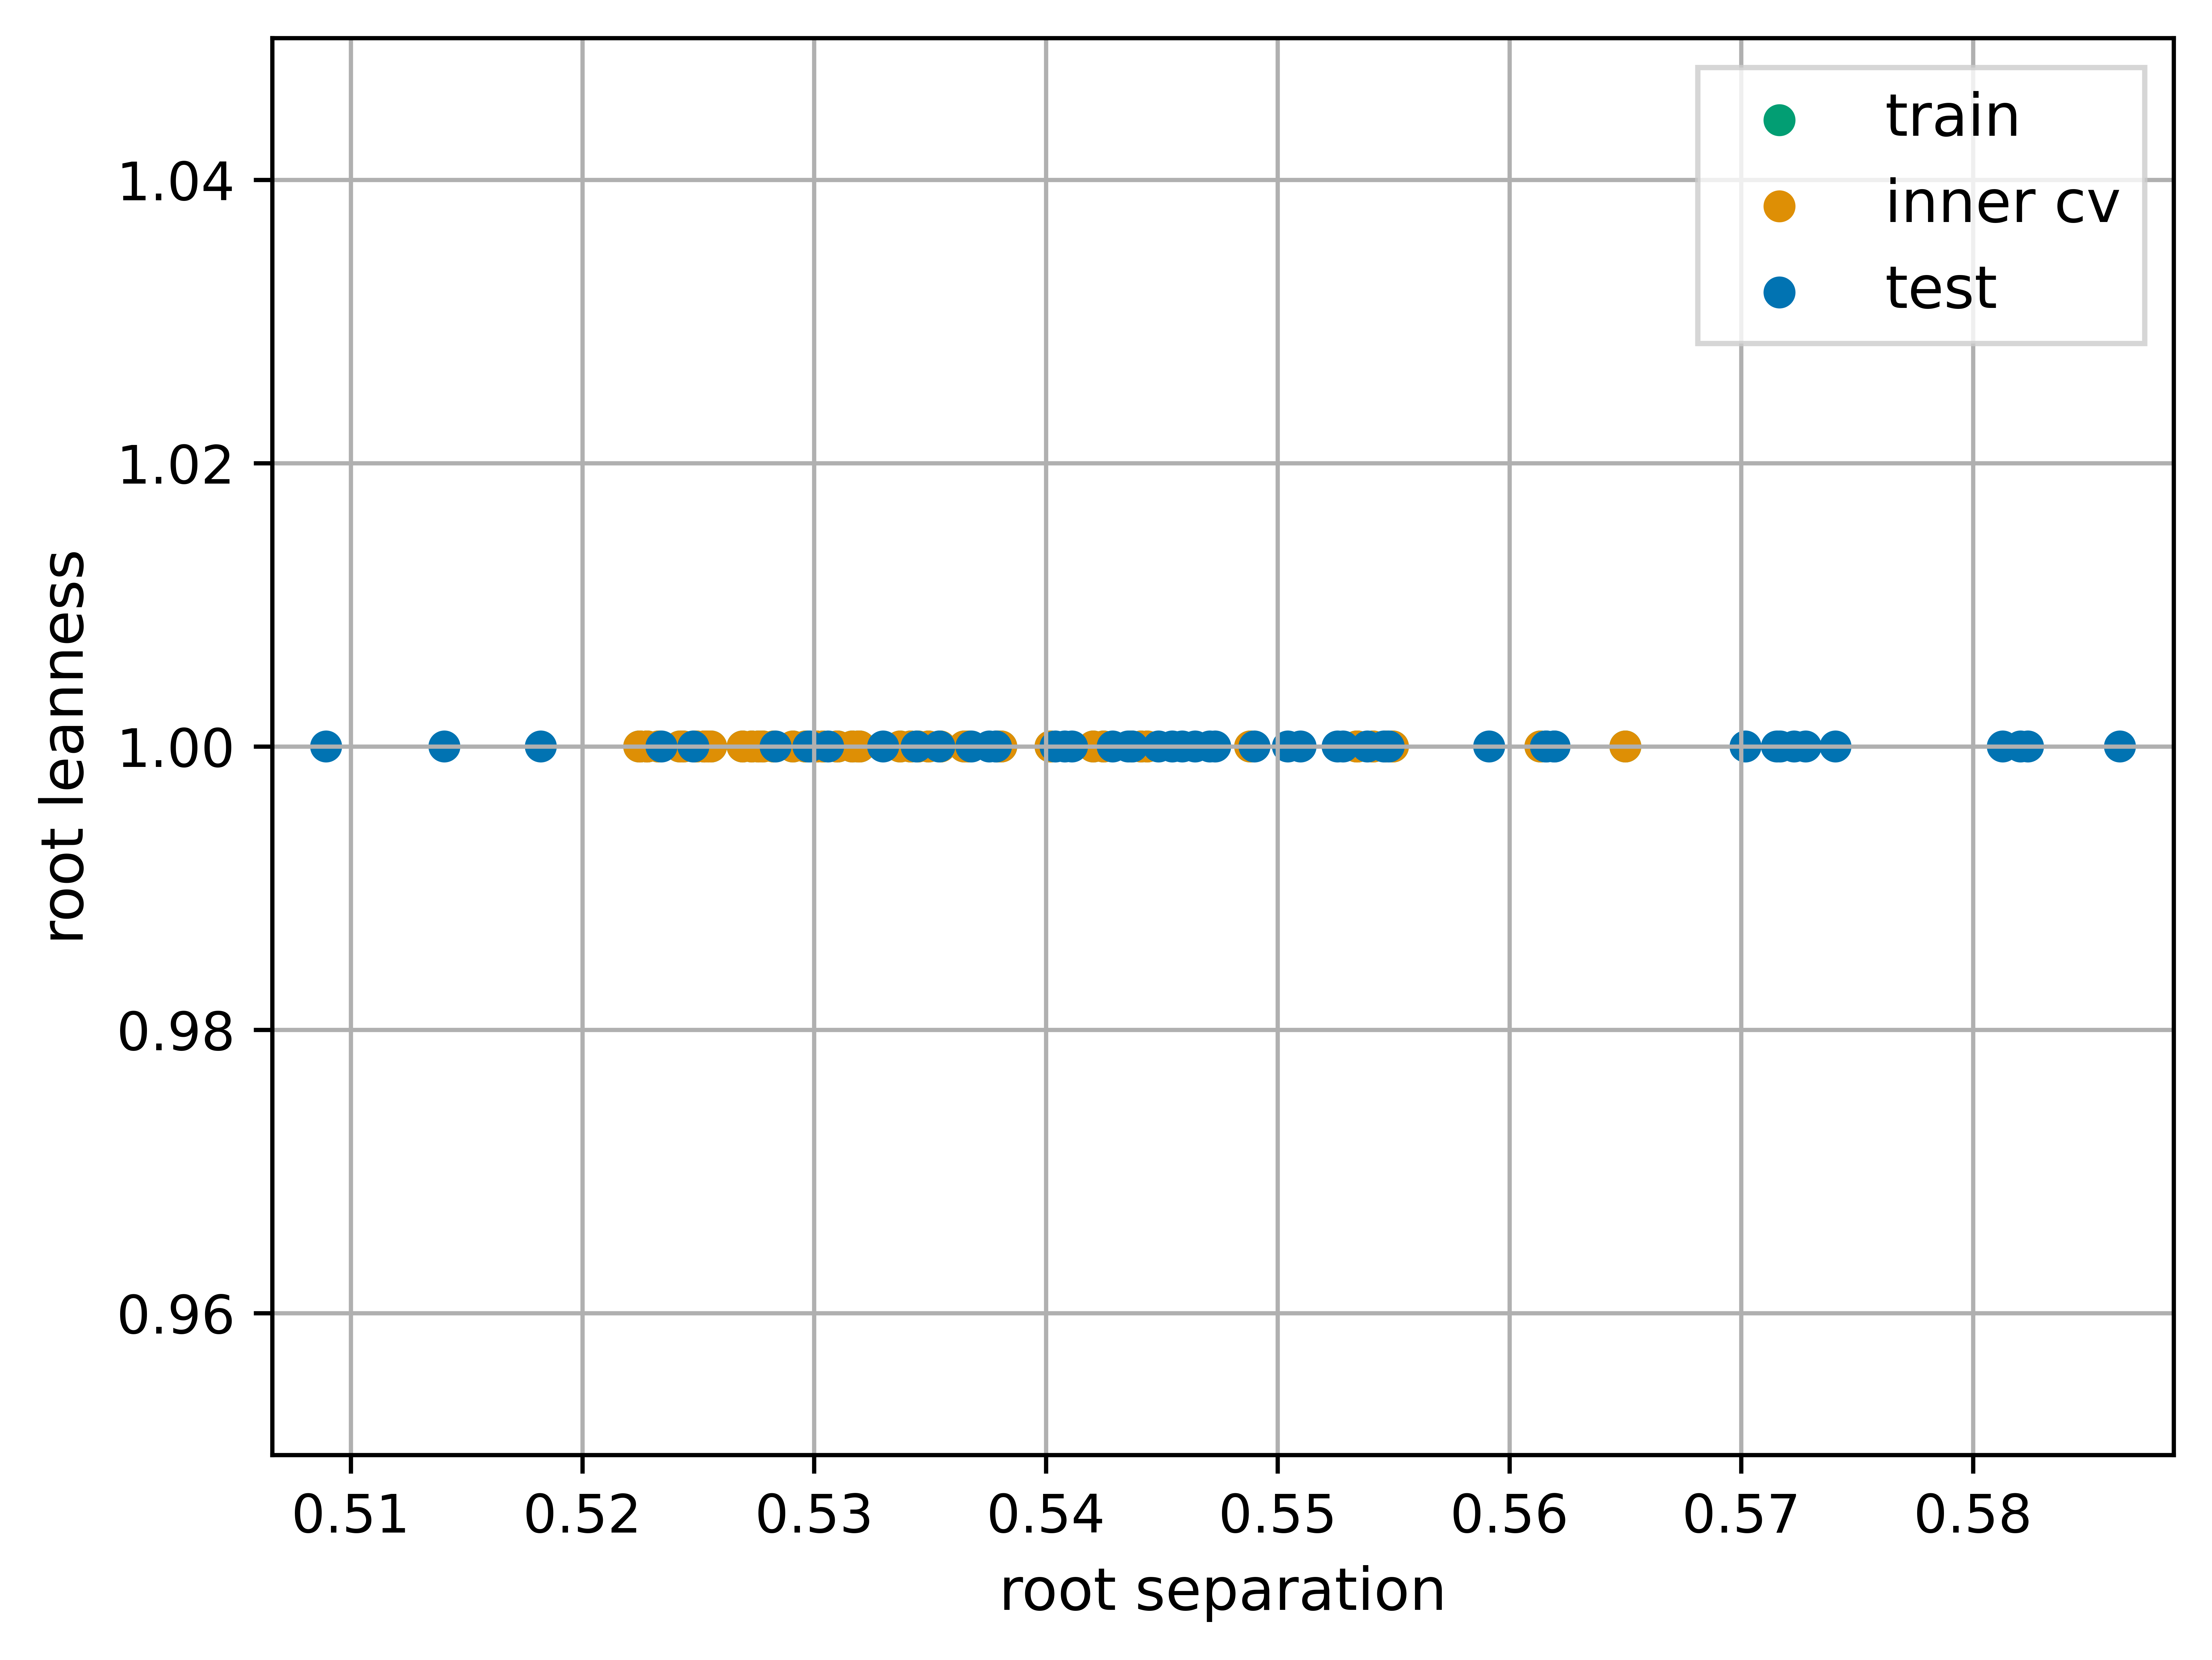 train
inner cv
test
1.04
1.02
1.00
0.98
0.96
root leanness
0.51 0.52 0.53 0.54 0.55 0.56 0.57 0.58
root separation